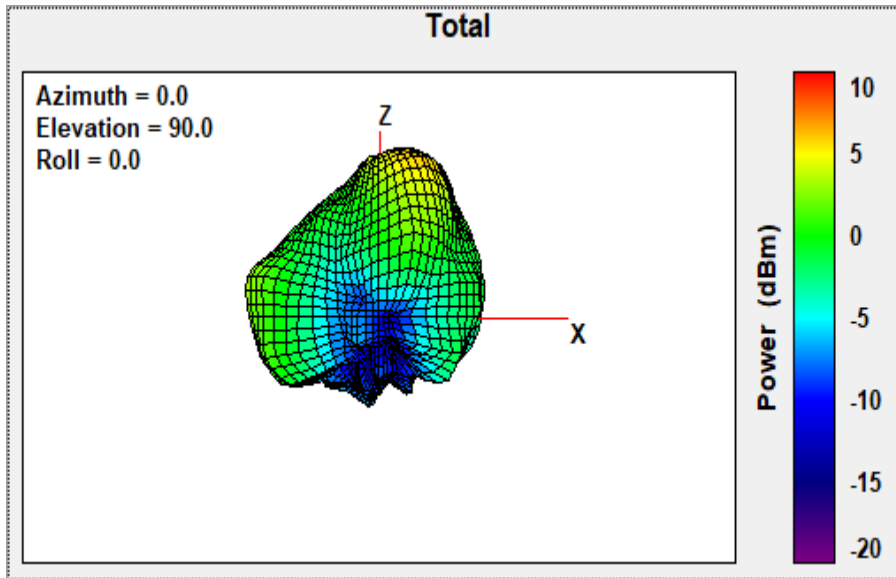 Total
Azimuth = 0.0
Elevation = 90.0
Roll = 0.0
Z
X
Power (dBm)
10
5
0
-5
-10
-15
-20